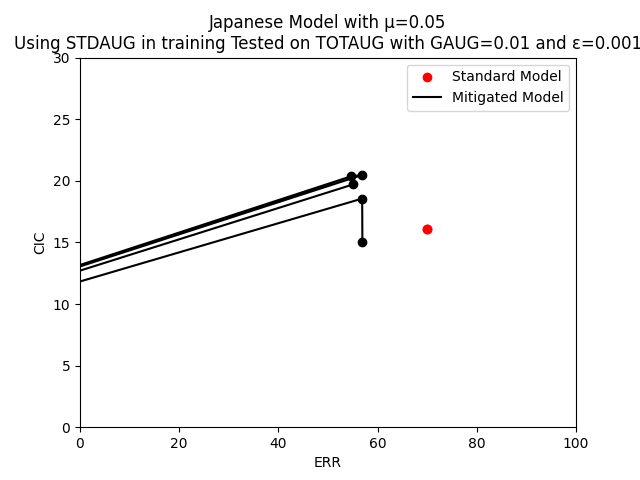 Japanese Model with μ=0.05
Using STDAUG in training Tested on TOTAUG with GAUG=0.01 and ε=0.001
Standard Model
Mitigated Model
30
25
20
15
10
5
0
CIC
0 20 40 60 80 100
ERR